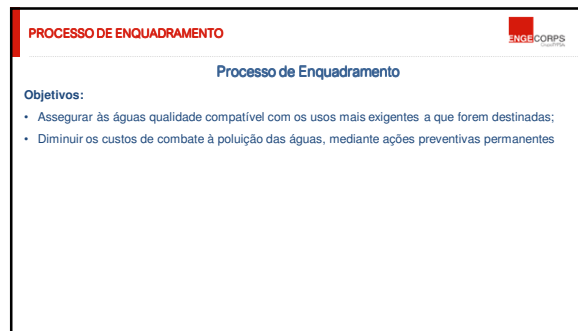 PROCESSO DE ENQUADRAMENTO
ENGECORPS
Processo de Enquadramento
Objetivos:
• Assegurar às águas qualidade compatível com os usos mais exigentes a que forem destinadas;
• Diminuir os custos de combate à poluição das águas, mediante ações preventivas permanentes